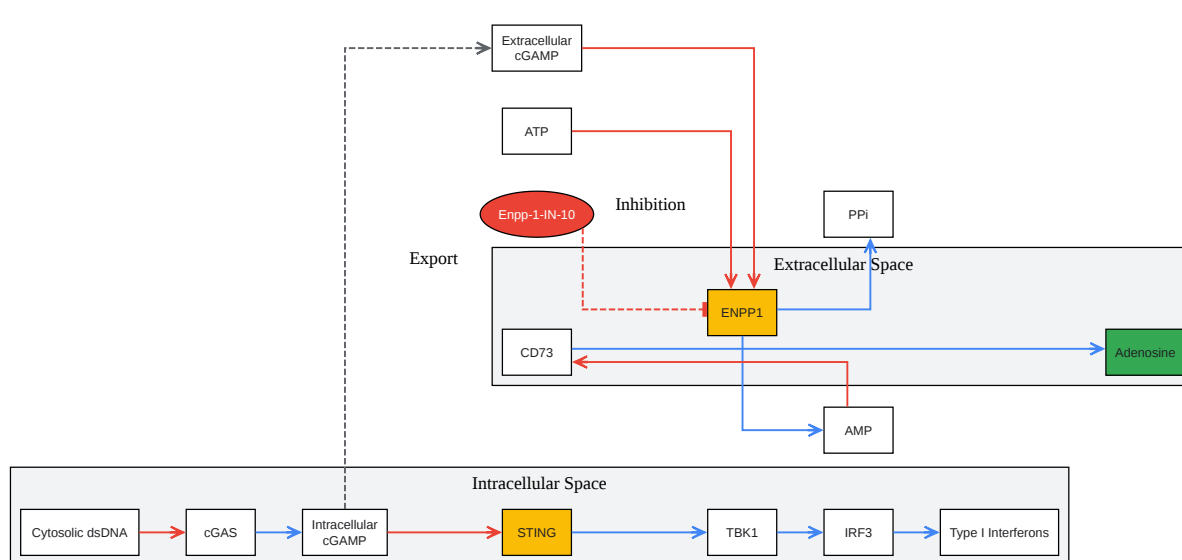 Extracellular
cGAMP
ATP
Enpp-1-IN-10
Inhibition
PPi
Export
Extracellular Space
ENPP1
CD73
Adenosine
AMP
Intracellular Space
Cytosolic dsDNA
cGAS
Intracellular
cGAMP
STING
TBK1
IRF3
Type I Interferons